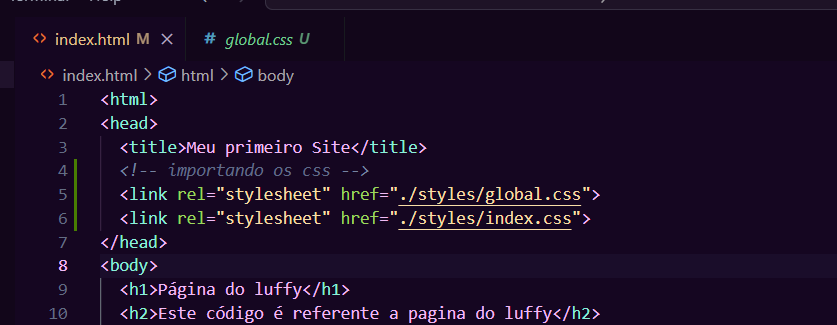 index.html M
# global.css U
index.html > html > body
1 <html>
2 <head>
3 <title>Meu primeiro Site</title>
4 <!-- importando os css -->
5 <link rel="stylesheet" href="./styles/global.css">
6 <link rel="stylesheet" href="./styles/index.css">
7 </head>
8 <body>
9 <h1>Página do luffy</h1>
10 <h2>Este código é referente a pagina do luffy</h2>